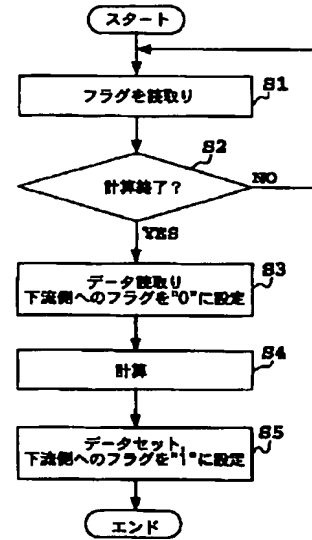 スタート
フラグを読取り
S1
S2
計算終了?
NO
YES
S3
データ読取り
下流側へのフラグを"0"に設定
S4
計算
S5
データセット,
下流側へのフラグを"1"に設定
エンド